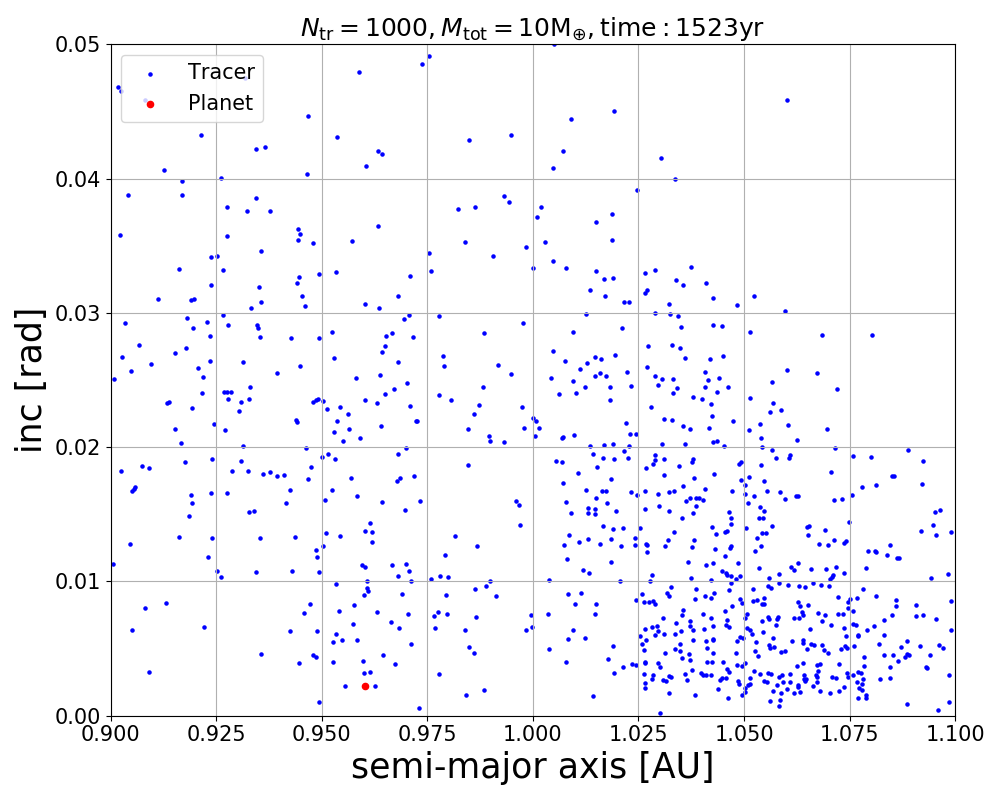 N_tr = 1000, M_tot = 10M_⊕, time : 1523yr
Tracer
Planet
inc [rad]
0.05
0.04
0.03
0.02
0.01
0.00
0.900 0.925 0.950 0.975 1.000 1.025 1.050 1.075 1.100
semi-major axis [AU]